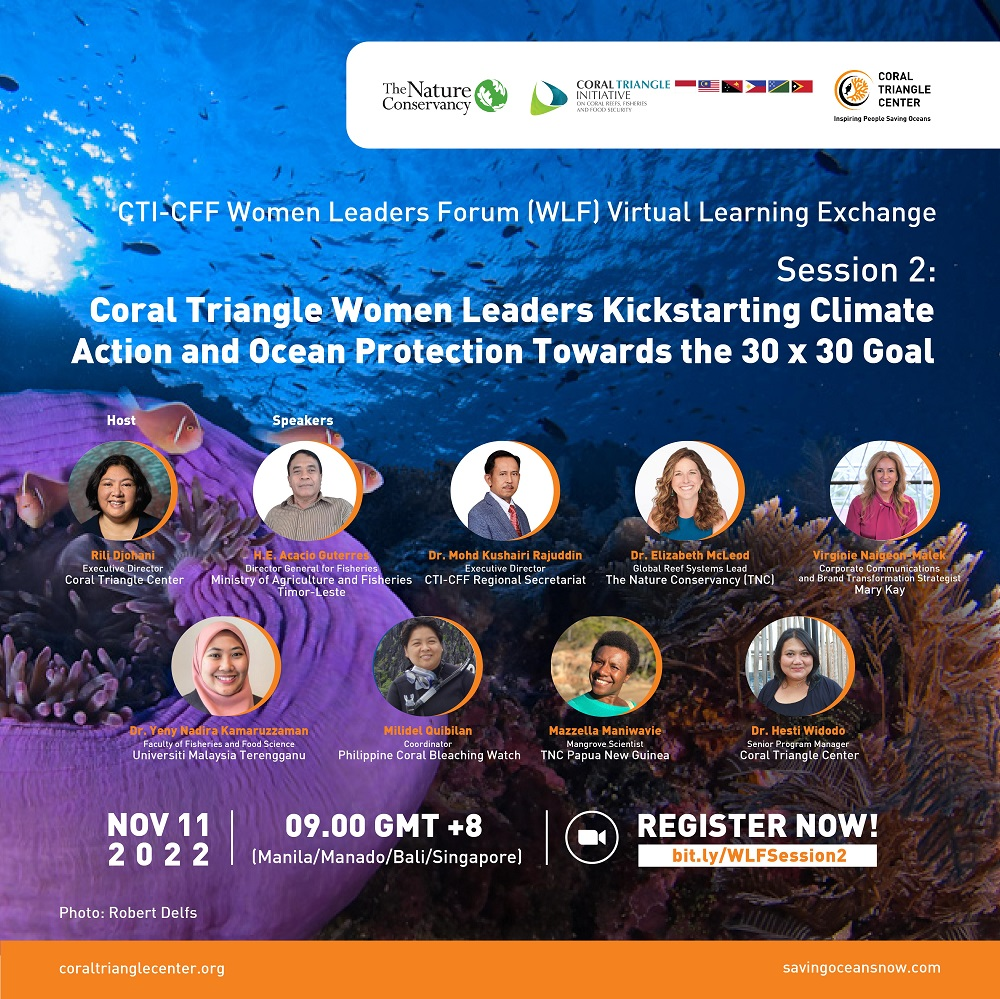 The Nature
Conservancy
CORAL TRIANGLE
INITIATIVE
ON CORAL REEFS, FISHERIES
AND FOOD SECURITY
CORAL
TRIANGLE
CENTER
Inspiring People Saving Oceans
CTI-CFF Women Leaders Forum (WLF) Virtual Learning Exchange
Session 2:
Coral Triangle Women Leaders Kickstarting Climate
Action and Ocean Protection Towards the 30 x 30 Goal
Host
Speakers
Rili Djohani
Executive Director
Coral Triangle Center
H.E. Acacio Guterres
Director General for Fisheries
Ministry of Agriculture and Fisheries
Timor-Leste
Dr. Mohd Kushairi Rajuddin
Executive Director
CTI-CFF Regional Secretariat
Dr. Elizabeth McLeod
Global Reef Systems Lead
The Nature Conservancy (TNC)
Virginie Naigeon-Malek
Corporate Communications
and Brand Transformation Strategist
Mary Kay
Dr. Yeny Nadira Kamaruzzaman
Faculty of Fisheries and Food Science
Universiti Malaysia Terengganu
Milidel Quibilan
Coordinator
Philippine Coral Bleaching Watch
Mazzella Maniwavie
Mangrove Scientist
TNC Papua New Guinea
Dr. Hesti Widodo
Senior Program Manager
Coral Triangle Center
NOV 11
2022
09.00 GMT +8
(Manila/Manado/Bali/Singapore)
REGISTER NOW!
bit.ly/WLFSession2
Photo: Robert Delfs
coraltrianglecenter.org
savingoceansnow.com